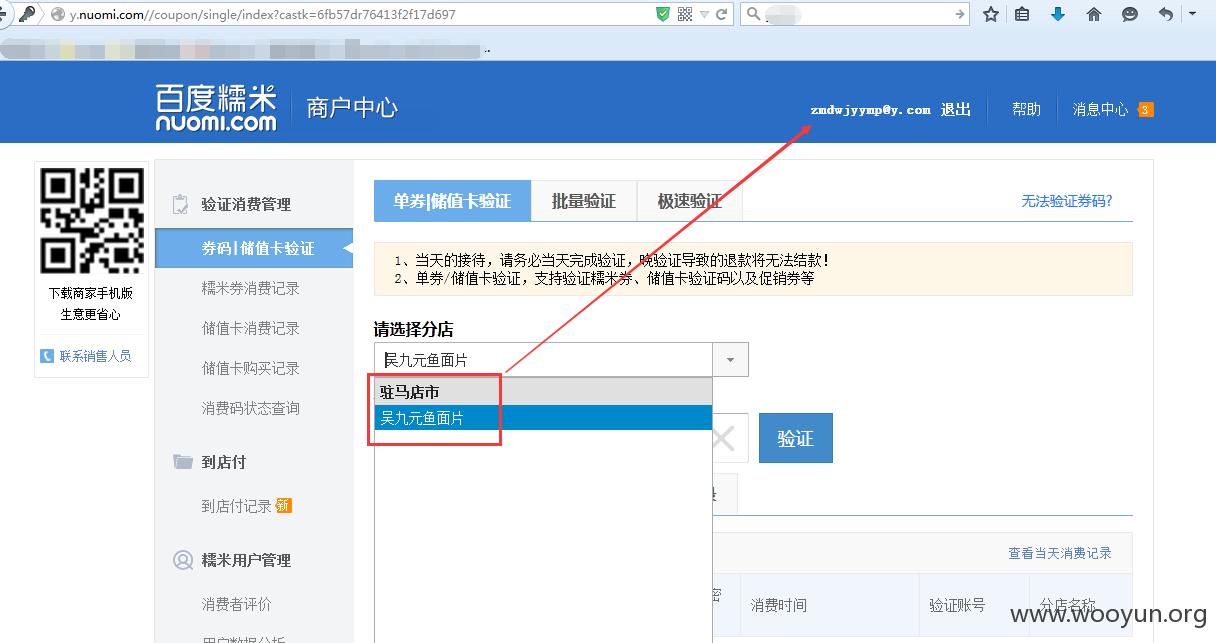 y.nuomi.com//coupon/single/index?castk=6fb57dr76413f2f17d697
百度糯米
nuomi.com
商户中心
zmdwjyymp@y.com 退出
帮助
消息中心 3
下载商家手机版
生意更省心
联系销售人员
验证消费管理
券码|储值卡验证
糯米券消费记录
储值卡消费记录
储值卡购买记录
消费码状态查询
到店付
到店付记录 新
糯米用户管理
消费者评价
用户数据分析
单券|储值卡验证
批量验证
极速验证
无法验证券码?
1、当天的接待，请务必当天完成验证，晚验证导致的退款将无法结款！
2、单券/储值卡验证，支持验证糯米券、储值卡验证码以及促销券等
请选择分店
吴九元鱼面片
驻马店市
吴九元鱼面片
验证
查看当天消费记录
密
消费时间
验证账号
分店名称
www.wooyun.org